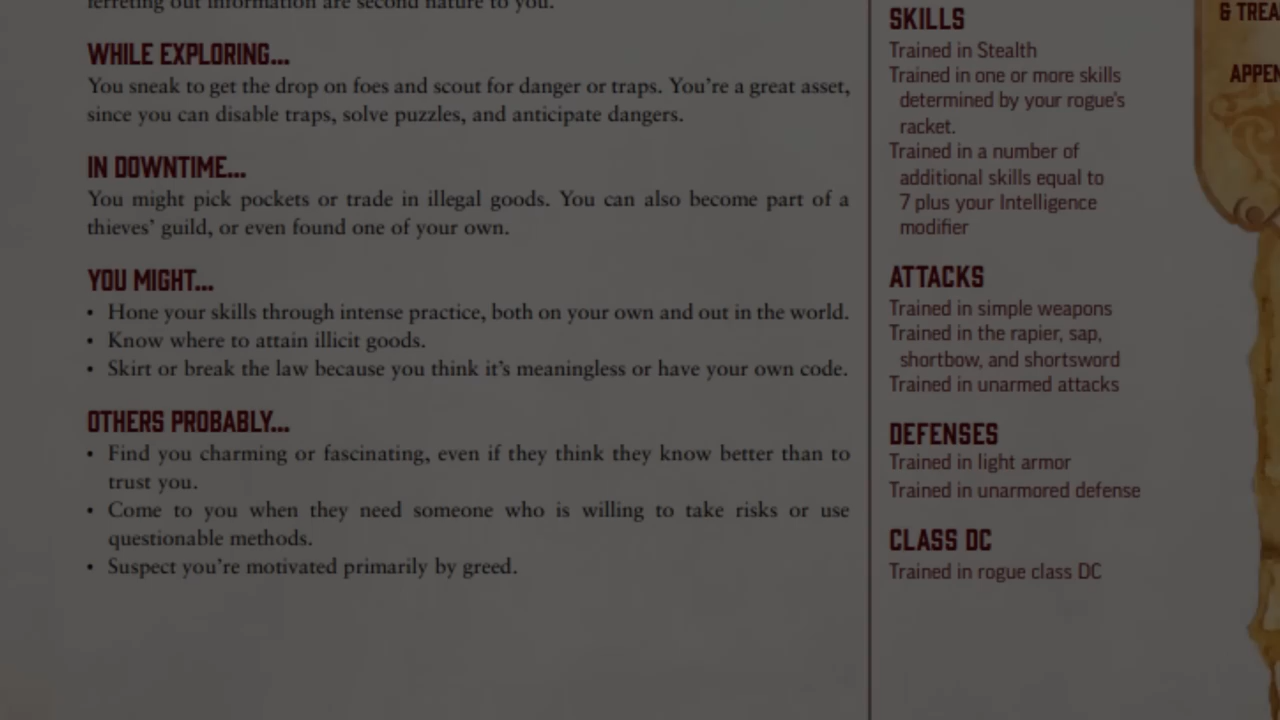 ferreting out information are second nature to you.
WHILE EXPLORING...
You sneak to get the drop on foes and scout for danger or traps. You're a great asset,
since you can disable traps, solve puzzles, and anticipate dangers.
IN DOWNTIME...
You might pick pockets or trade in illegal goods. You can also become part of a
thieves' guild, or even found one of your own.
YOU MIGHT...
• Hone your skills through intense practice, both on your own and out in the world.
• Know where to attain illicit goods.
• Skirt or break the law because you think it's meaningless or have your own code.
OTHERS PROBABLY...
• Find you charming or fascinating, even if they think they know better than to
trust you.
• Come to you when they need someone who is willing to take risks or use
questionable methods.
• Suspect you're motivated primarily by greed.
SKILLS
Trained in Stealth
Trained in one or more skills
determined by your rogue's
racket.
Trained in a number of
additional skills equal to
7 plus your Intelligence
modifier
ATTACKS
Trained in simple weapons
Trained in the rapier, sap,
shortbow, and shortsword
Trained in unarmed attacks
DEFENSES
Trained in light armor
Trained in unarmored defense
CLASS DC
Trained in rogue class DC
& TREA
APPEN